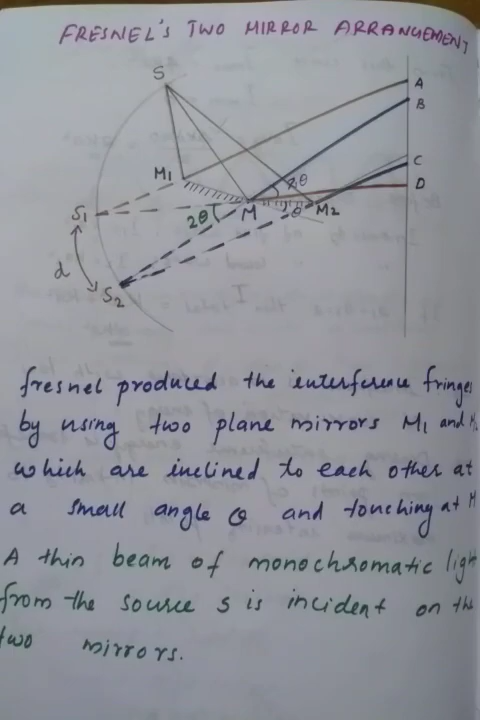 FRESNEL'S TWO MIRROR ARRANGEMENT
S
A
B
M1
2θ
C
D
S1
2θ
M
θ
M2
d
S2
fresnel produced the interference fringes
by using two plane mirrors M1 and M2
which are inclined to each other at
a small angle θ and touching at M
A thin beam of monochromatic light
from the source s is incident on the
two mirrors.